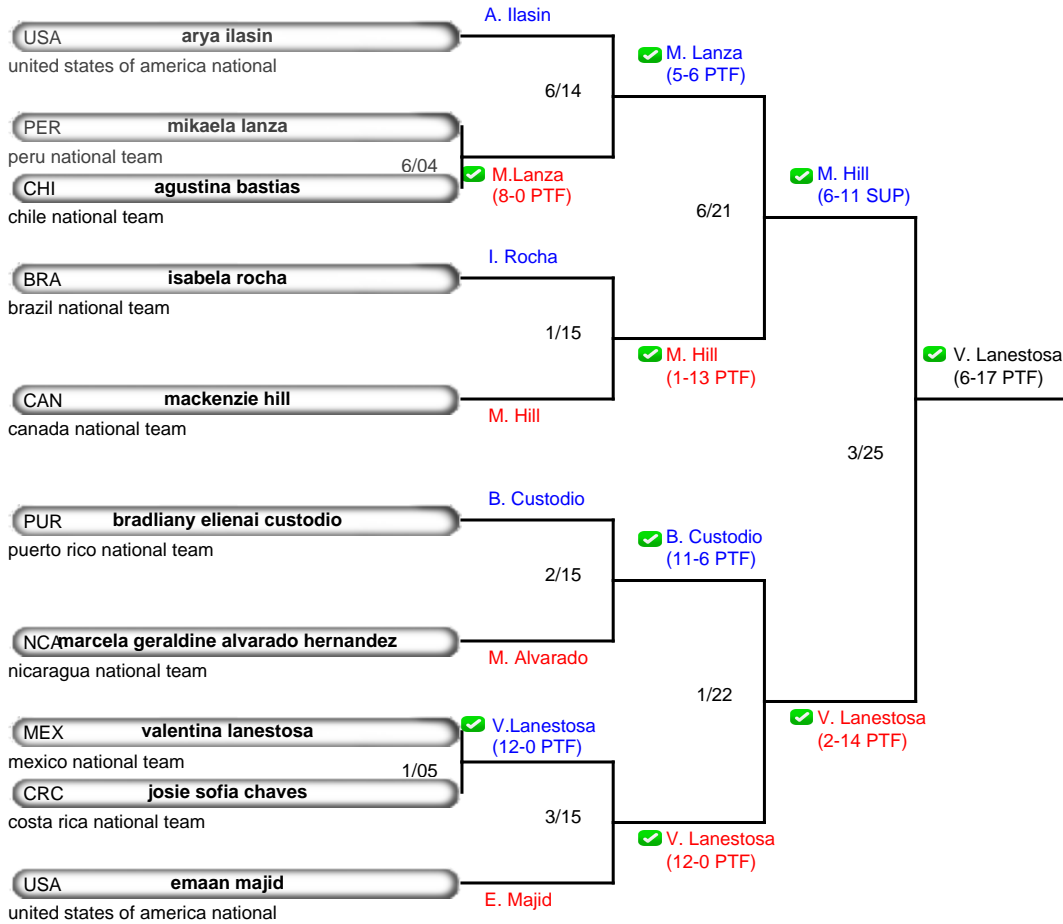 A. Ilasin
USA arya ilasin
united states of america national
M. Lanza
(5-6 PTF)
6/14
PER mikaela lanza
peru national team
6/04
M.Lanza
(8-0 PTF)
CHI agustina bastias
chile national team
M. Hill
(6-11 SUP)
6/21
I. Rocha
BRA isabela rocha
brazil national team
1/15
M. Hill
(1-13 PTF)
V. Lanestosa
(6-17 PTF)
CAN mackenzie hill
M. Hill
canada national team
3/25
B. Custodio
PUR bradliany elienai custodio
puerto rico national team
B. Custodio
(11-6 PTF)
2/15
NCA marcela geraldine alvarado hernandez
M. Alvarado
nicaragua national team
1/22
V. Lanestosa
(2-14 PTF)
MEX valentina lanestosa
V.Lanestosa
(12-0 PTF)
mexico national team
1/05
CRC josie sofia chaves
costa rica national team
3/15
V. Lanestosa
(12-0 PTF)
USA emaan majid
E. Majid
united states of america national